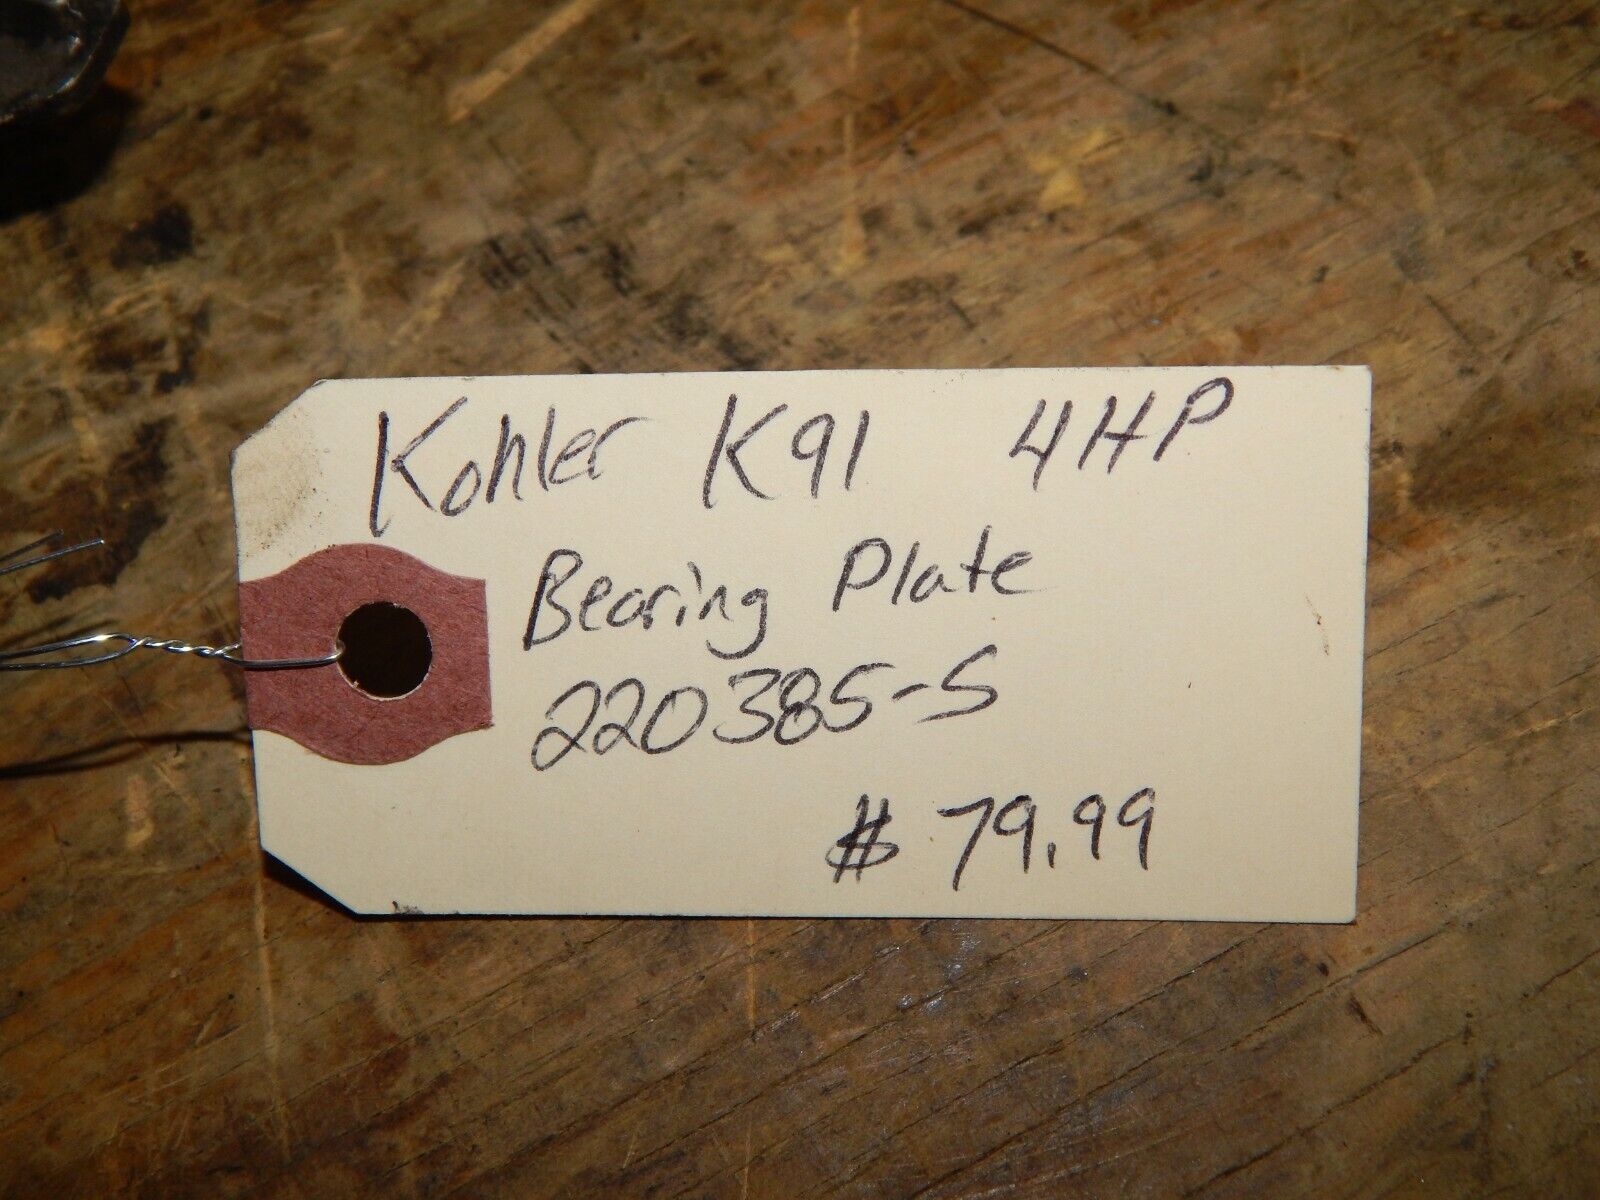 Kohler K91 4HP
Bearing Plate
220385-S
$79.99